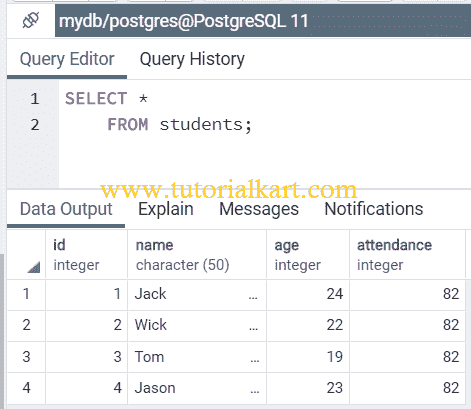 mydb/postgres@PostgreSQL 11
Query Editor Query History
1 SELECT *
2 FROM students;
www.tutorialkart.com
Data Output Explain Messages Notifications
id name age attendance
integer character (50) integer integer
1 1 Jack ... 24 82
2 2 Wick ... 22 82
3 3 Tom ... 19 82
4 4 Jason ... 23 82